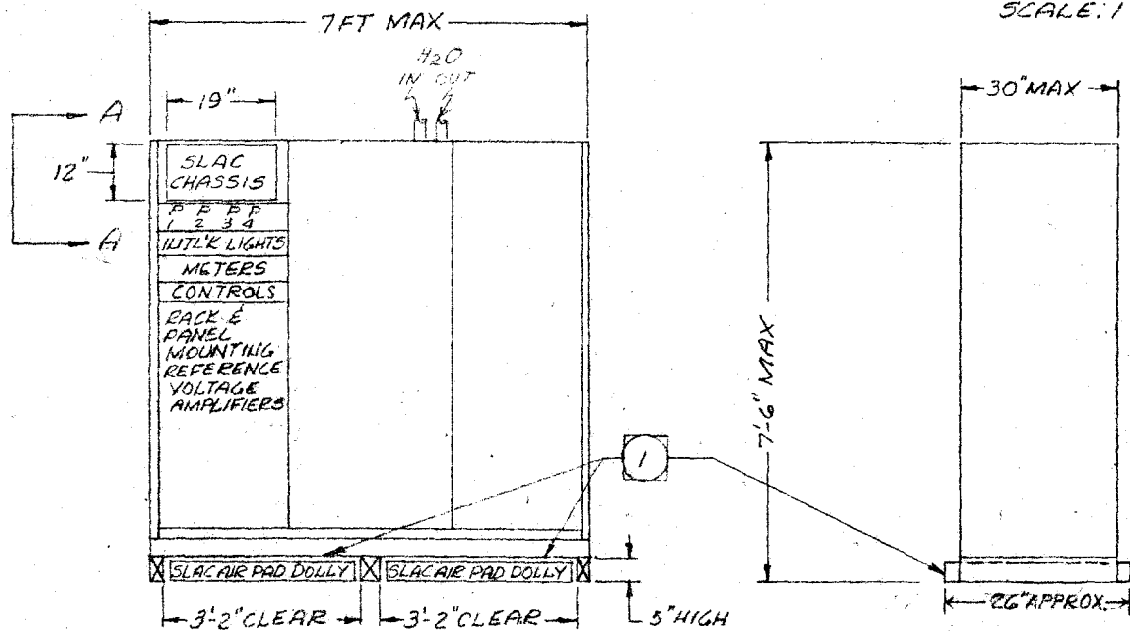 SCALE: 1
7FT MAX
H2O
IN OUT
19"
30" MAX
A
12"
SLAC
CHASSIS
P P P P
1 2 3 4
A
INTL'K LIGHTS
METERS
CONTROLS
RACK &
PANEL
MOUNTING
REFERENCE
VOLTAGE
AMPLIFIERS
7'-6" MAX
1
SLAC AIR PAD DOLLY
SLAC AIR PAD DOLLY
3'-2" CLEAR
3'-2" CLEAR
5" HIGH
26" APPROX.